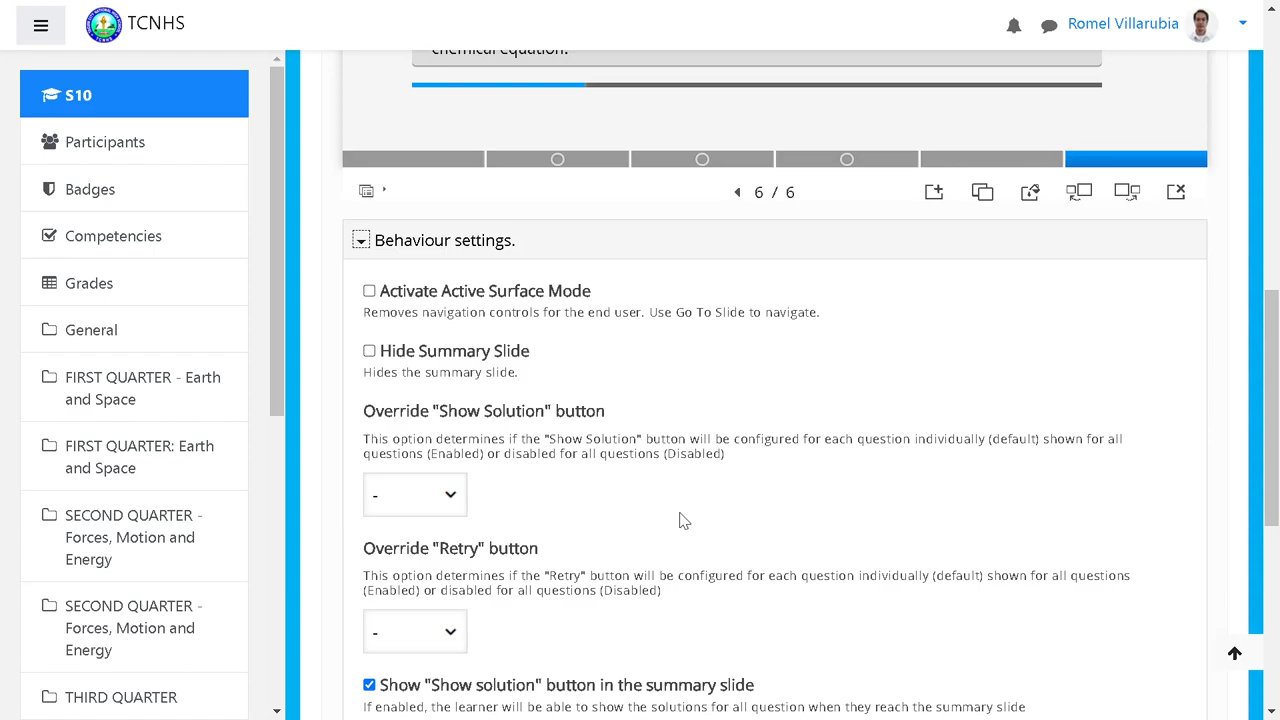 TCNHS
Romel Villarubia
S10
Participants
Badges
Competencies
Grades
General
FIRST QUARTER - Earth
and Space
FIRST QUARTER: Earth
and Space
SECOND QUARTER -
Forces, Motion and
Energy
SECOND QUARTER -
Forces, Motion and
Energy
THIRD QUARTER
chemical equation.
6 / 6
Behaviour settings.
Activate Active Surface Mode
Removes navigation controls for the end user. Use Go To Slide to navigate.
Hide Summary Slide
Hides the summary slide.
Override "Show Solution" button
This option determines if the "Show Solution" button will be configured for each question individually (default) shown for all
questions (Enabled) or disabled for all questions (Disabled)
-
Override "Retry" button
This option determines if the "Retry" button will be configured for each question individually (default) shown for all questions
(Enabled) or disabled for all questions (Disabled)
-
Show "Show solution" button in the summary slide
If enabled, the learner will be able to show the solutions for all question when they reach the summary slide